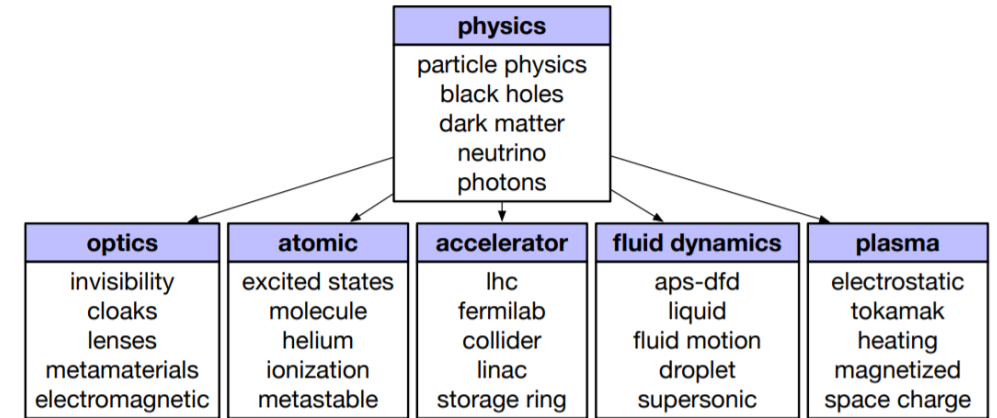 physics
particle physics
black holes
dark matter
neutrino
photons
optics
invisibility
cloaks
lenses
metamaterials
electromagnetic
atomic
excited states
molecule
helium
ionization
metastable
accelerator
lhc
fermilab
collider
linac
storage ring
fluid dynamics
aps-dfd
liquid
fluid motion
droplet
supersonic
plasma
electrostatic
tokamak
heating
magnetized
space charge